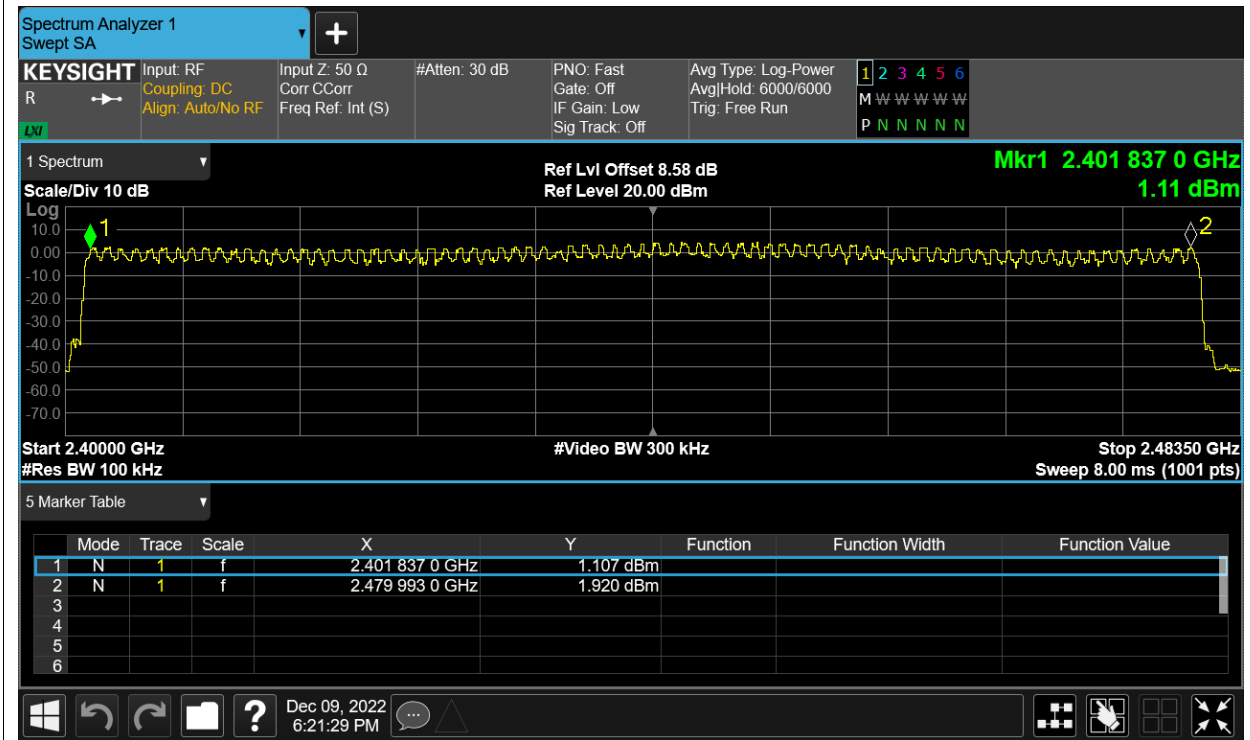 Spectrum Analyzer 1
Swept SA
KEYSIGHT
R
LXI
Input: RF
Coupling: DC
Align: Auto/No RF
Input Z: 50 Ω
Corr CCorr
Freq Ref: Int (S)
#Atten: 30 dB
PNO: Fast
Gate: Off
IF Gain: Low
Sig Track: Off
Avg Type: Log-Power
Avg|Hold: 6000/6000
Trig: Free Run
1 2 3 4 5 6
M W W W W W
P N N N N N
1 Spectrum
Scale/Div 10 dB
Ref Lvl Offset 8.58 dB
Ref Level 20.00 dBm
Mkr1 2.401 837 0 GHz
1.11 dBm
Log
10.0
0.00
-10.0
-20.0
-30.0
-40.0
-50.0
-60.0
-70.0
1
2
Start 2.40000 GHz
#Res BW 100 kHz
#Video BW 300 kHz
Stop 2.48350 GHz
Sweep 8.00 ms (1001 pts)
5 Marker Table
Mode Trace Scale X Y Function Function Width Function Value
1 N 1 f 2.401 837 0 GHz 1.107 dBm
2 N 1 f 2.479 993 0 GHz 1.920 dBm
3
4
5
6
?
Dec 09, 2022
6:21:29 PM